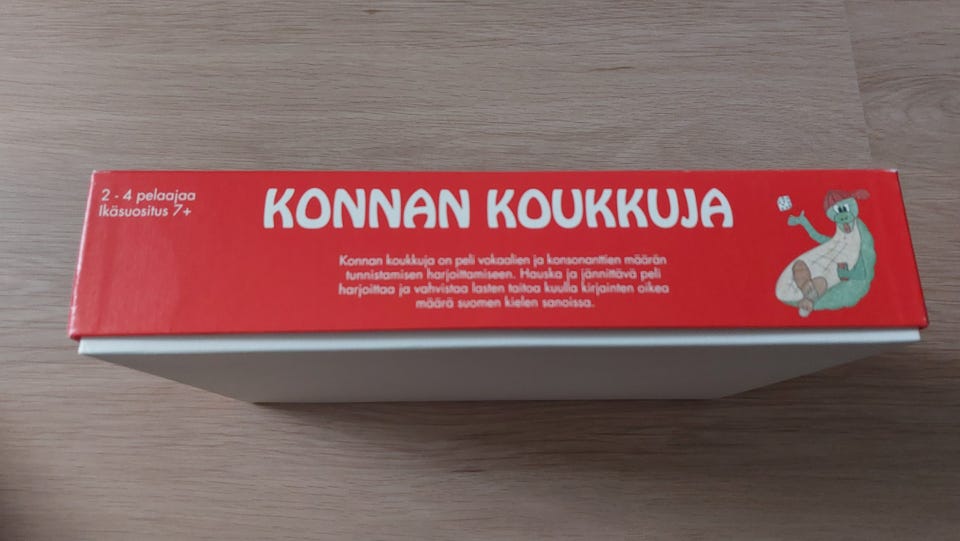 2 - 4 pelaajaa
Ikäsuositus 7+
KONNAN KOUKKUJA
Konnan koukkuja on peli vokaalien ja konsonanttien määrän
tunnistamisen harjoittamiseen. Hauska ja jännittävä peli
harjoittaa ja vahvistaa lasten taitoa kuulla kirjainten oikea
määrä suomen kielen sanoissa.